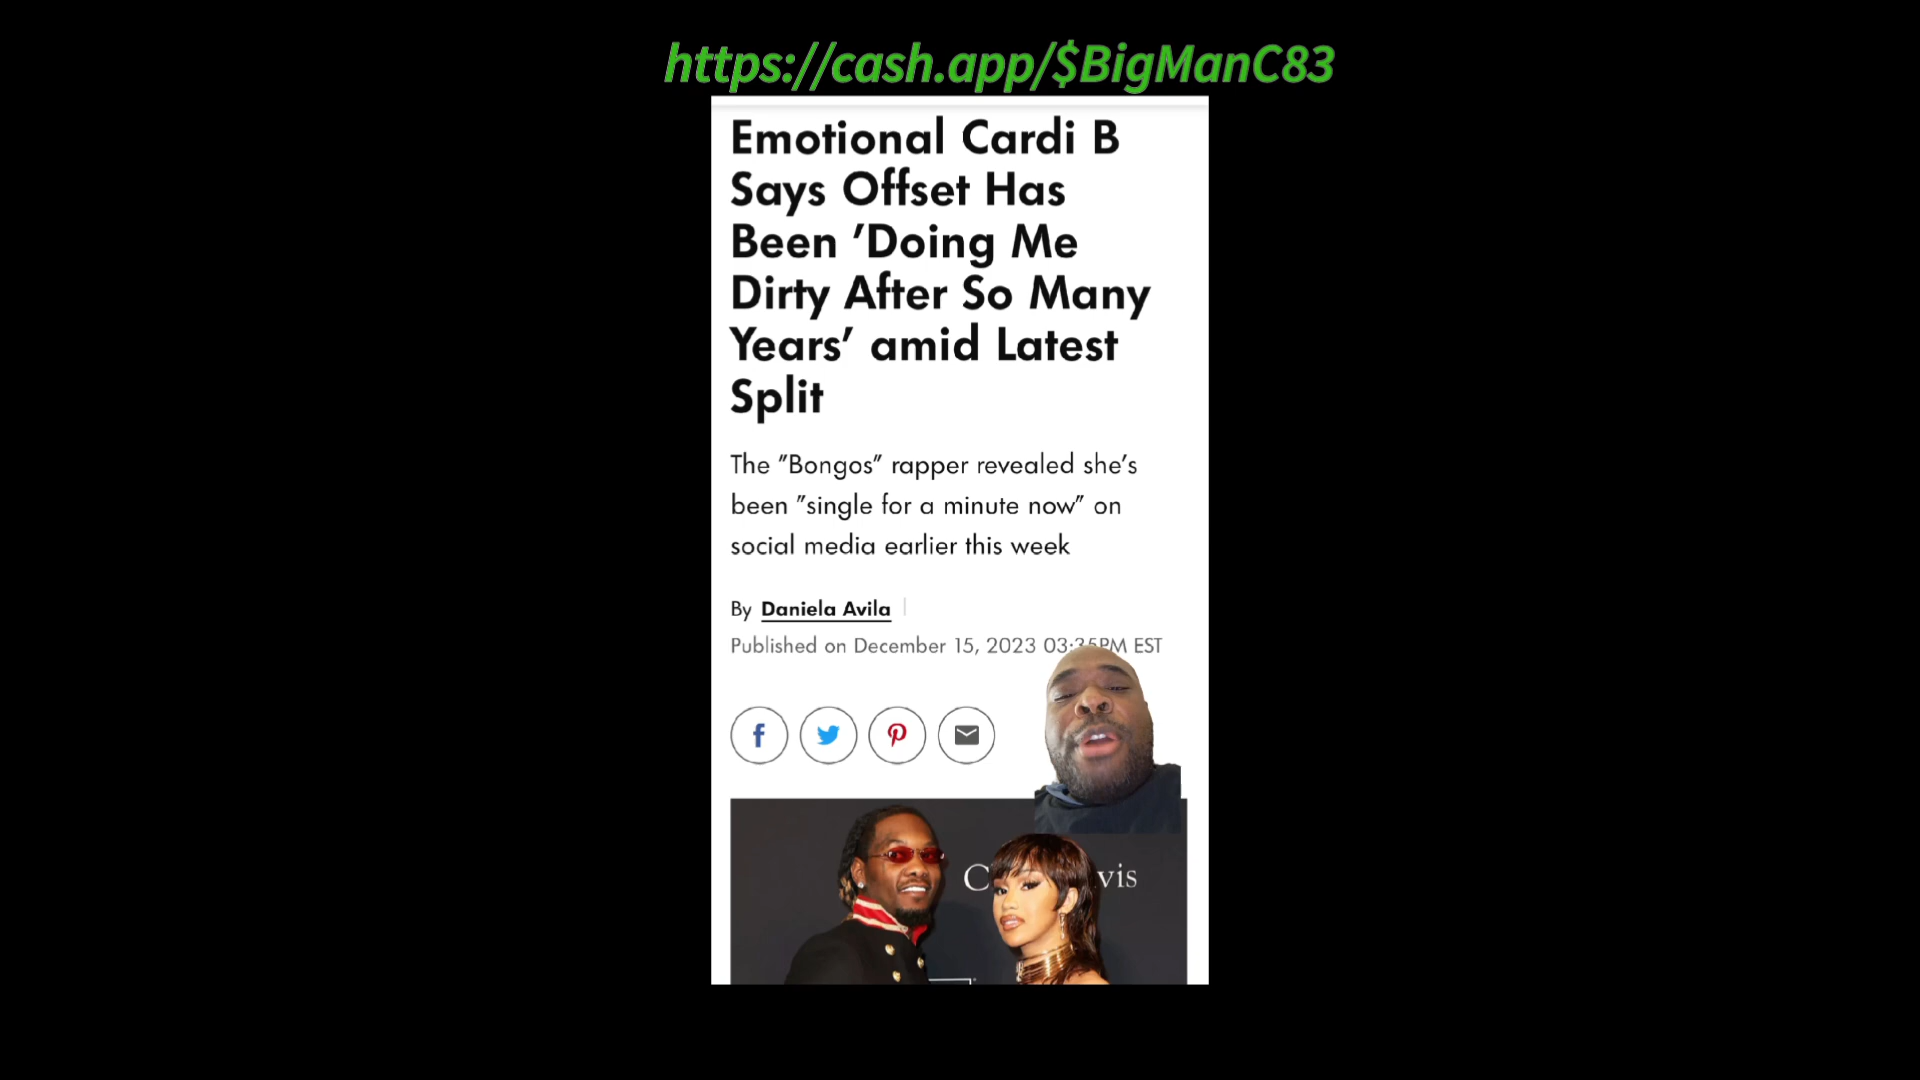 https://cash.app/$BigManC83
Emotional Cardi B
Says Offset Has
Been 'Doing Me
Dirty After So Many
Years' amid Latest
Split
The "Bongos" rapper revealed she's
been "single for a minute now" on
social media earlier this week
By Daniela Avila
Published on December 15, 2023 03:35PM EST